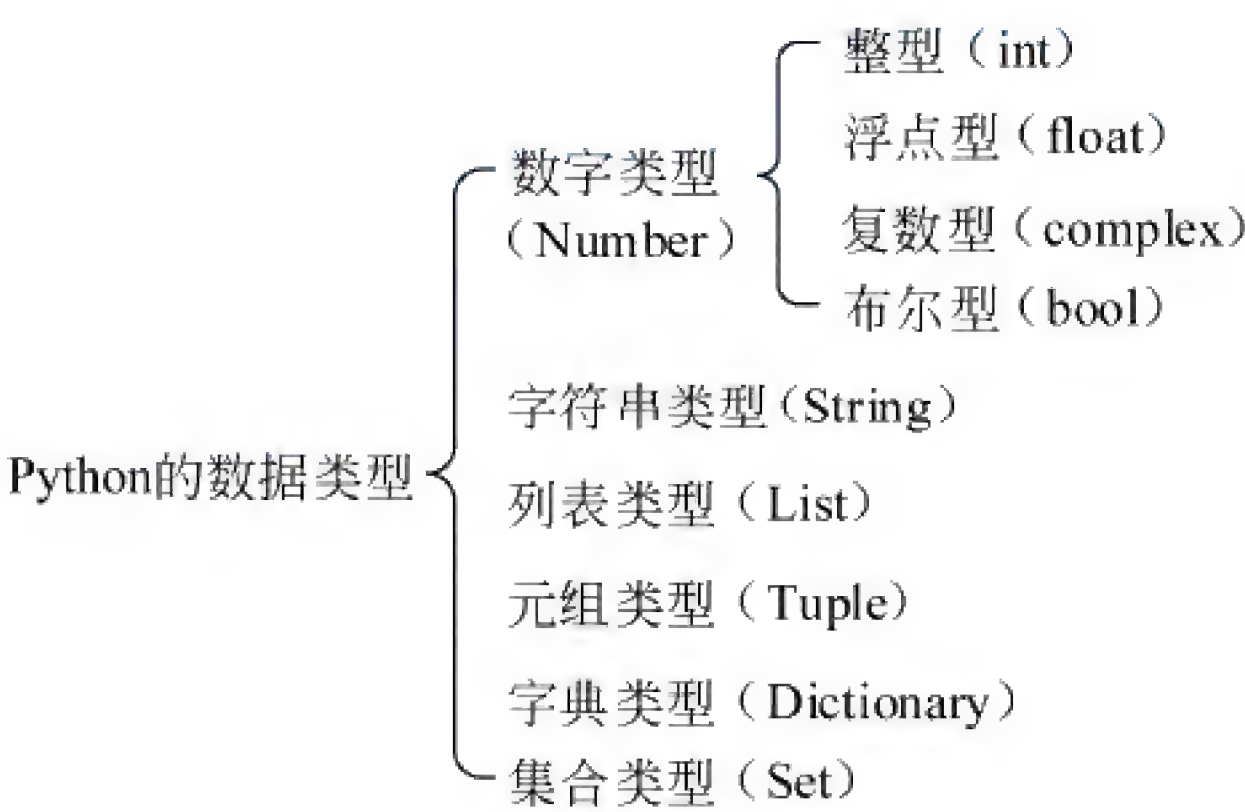 整型（int）
浮点型（float）
数字类型
（Number）
复数型（complex）
布尔型（bool）
字符串类型（String）
Python的数据类型
列表类型（List）
元组类型（Tuple）
字典类型（Dictionary）
集合类型（Set）